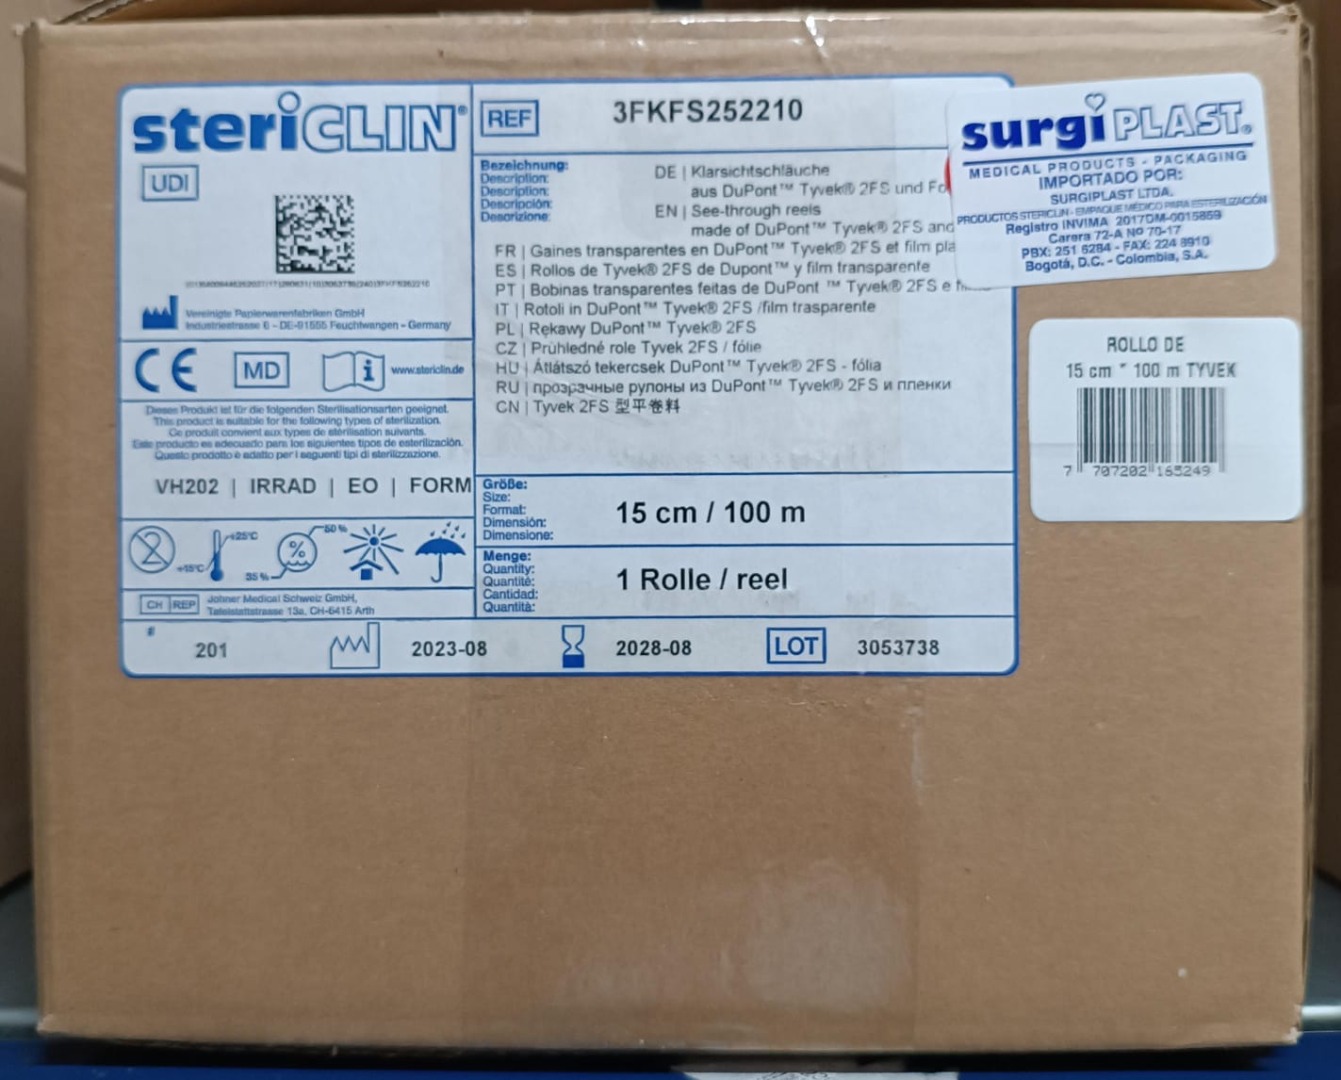 steriCLIN®
UDI
Vereinigte Papierwarenfabriken GmbH
Industriestrasse 6 - DE-91555 Feuchtwangen - Germany
CE MD www.stericlin.de
Dieses Produkt ist für die folgenden Sterilisationsarten geeignet.
This product is suitable for the following types of sterilization.
Ce produit convient aux types de stérilisation suivants.
Este producto es adecuado para los siguientes tipos de esterilización.
Questo prodotto è adatto per i seguenti tipi di sterilizzazione.
VH202 | IRRAD | EO | FORM
+15°C +25°C 35% % 50%
CH REP Johner Medical Schweiz GmbH,
Tafelstattstrasse 13a, CH-6415 Arth
REF 3FKFS252210
Bezeichnung:
Description:
Description:
Descripción:
Descrizione:
DE | Klarsichtschläuche
aus DuPont™ Tyvek® 2FS und Fo
EN | See-through reels
made of DuPont™ Tyvek® 2FS and
FR | Gaines transparentes en DuPont™ Tyvek® 2FS et film pla
ES | Rollos de Tyvek® 2FS de Dupont™ y film transparente
PT | Bobinas transparentes feitas de DuPont ™ Tyvek® 2FS e
IT | Rotoli in DuPont™ Tyvek® 2FS /film trasparente
PL | Rękawy DuPont™ Tyvek® 2FS
CZ | Průhledné role Tyvek 2FS / fólie
HU | Átlátszó tekercsek DuPont™ Tyvek® 2FS - fólia
RU | прозрачные рулоны из DuPont™ Tyvek® 2FS и пленки
CN | Tyvek 2FS 型平卷料
Größe:
Size:
Format:
Dimensión:
Dimensione:
15 cm / 100 m
Menge:
Quantity:
Quantité:
Cantidad:
Quantità:
1 Rolle / reel
# 201 2023-08 2028-08 LOT 3053738
surgiPLAST®
MEDICAL PRODUCTS - PACKAGING
IMPORTADO POR:
SURGIPLAST LTDA.
PRODUCTOS STERICLIN - EMPAQUE MÉDICO PARA ESTERILIZACIÓN
Registro INVIMA 2017DM-0015859
Carera 72-A Nº 70-17
PBX: 251 6284 - FAX: 224 8910
Bogotá, D.C. - Colombia, S.A.
ROLLO DE
15 cm * 100 m TYVEK
7 707202 165249